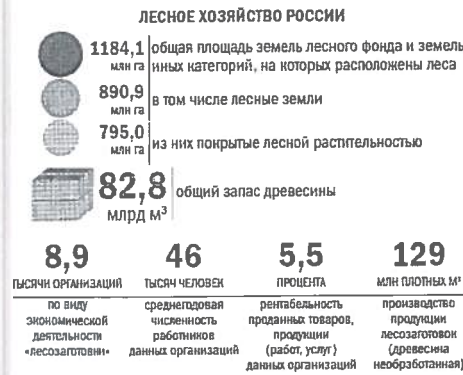 ЛЕСНОЕ ХОЗЯЙСТВО РОССИИ
1184,1
млн га
общая площадь земель лесного фонда и земель
иных категорий, на которых расположены леса
890,9
млн га
в том числе лесные земли
795,0
млн га
из них покрытые лесной растительностью
82,8
млрд м³
общий запас древесины
8,9
ТЫСЯЧИ ОРГАНИЗАЦИЙ
по виду
экономической
деятельности
«лесозаготовки»
46
ТЫСЯЧ ЧЕЛОВЕК
среднегодовая
численность
работников
данных организаций
5,5
ПРОЦЕНТА
рентабельность
проданных товаров,
продукции
(работ, услуг)
данных организаций
129
МЛН ПЛОТНЫХ М³
производство
продукции
лесозаготовок
(древесина
необработанная)